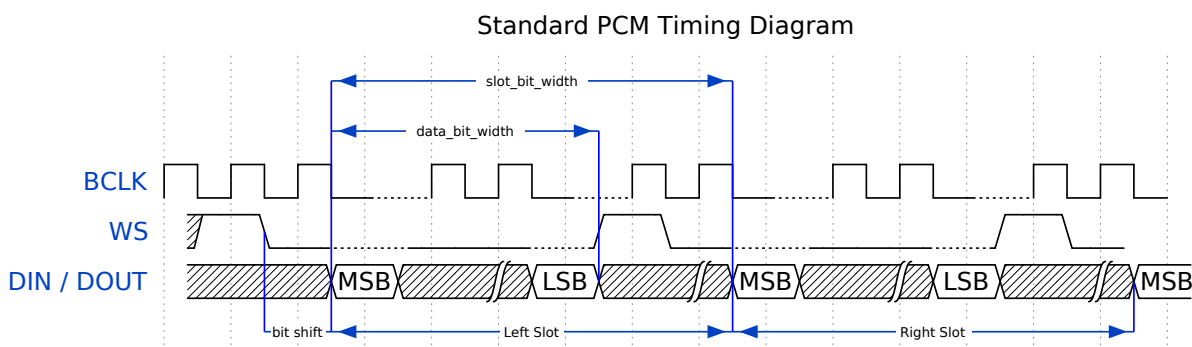 Standard PCM Timing Diagram
slot_bit_width
data_bit_width
BCLK
WS
DIN / DOUT
MSB
LSB
MSB
LSB
MSB
bit shift
Left Slot
Right Slot